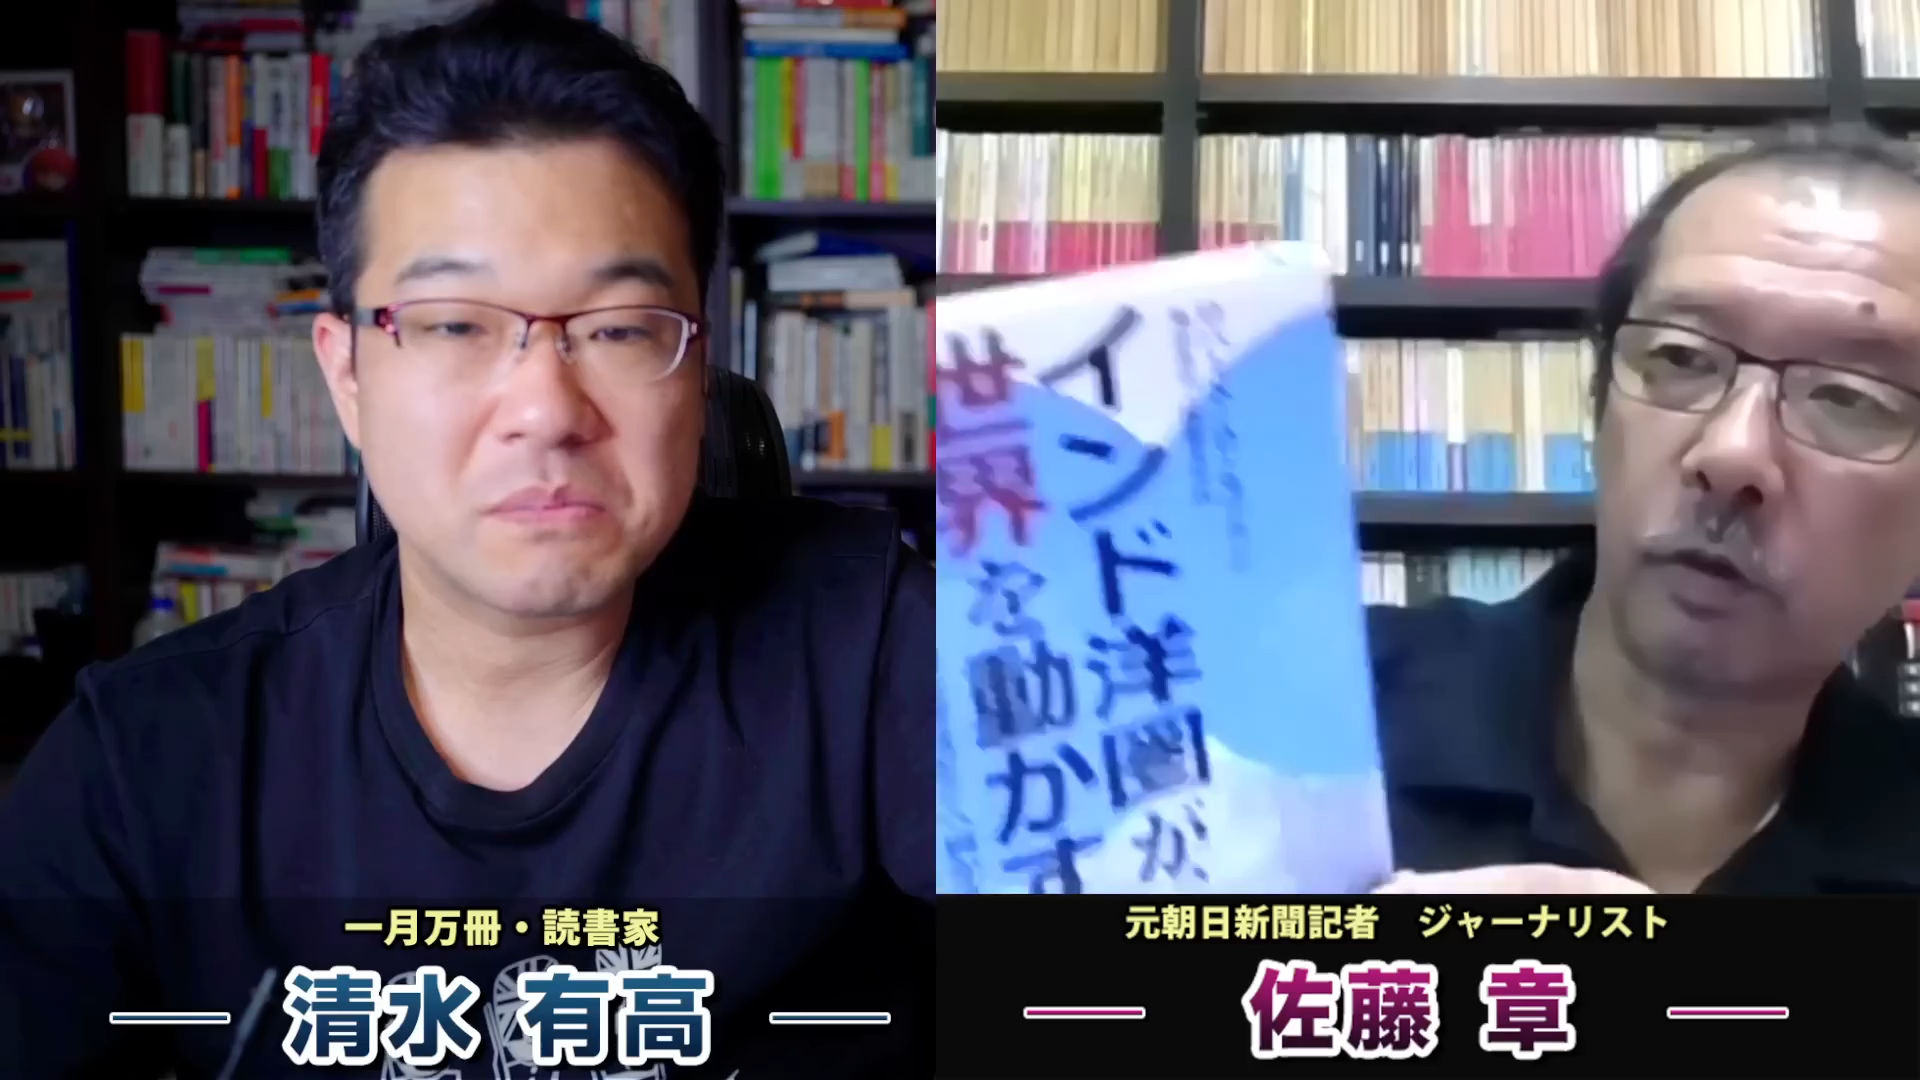 インド洋圏が、
世界を動かす
一月万冊・読書家
清水 有高
元朝日新聞記者　ジャーナリスト
佐藤 章